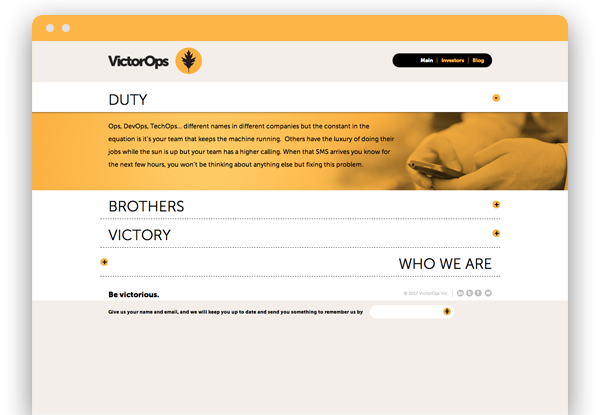 VictorOps
Main | Investors | Blog
DUTY
Ops, DevOps, TechOps... different names in different companies but the constant in the
equation is it's your team that keeps the machine running. Others have the luxury of doing their
jobs while the sun is up but your team has a higher calling. When that SMS arrives you know for
the next few hours, you won't be thinking about anything else but fixing this problem.
BROTHERS
VICTORY
WHO WE ARE
Be victorious.
© 2012 VictorOps Inc.
Give us your name and email, and we will keep you up to date and send you something to remember us by